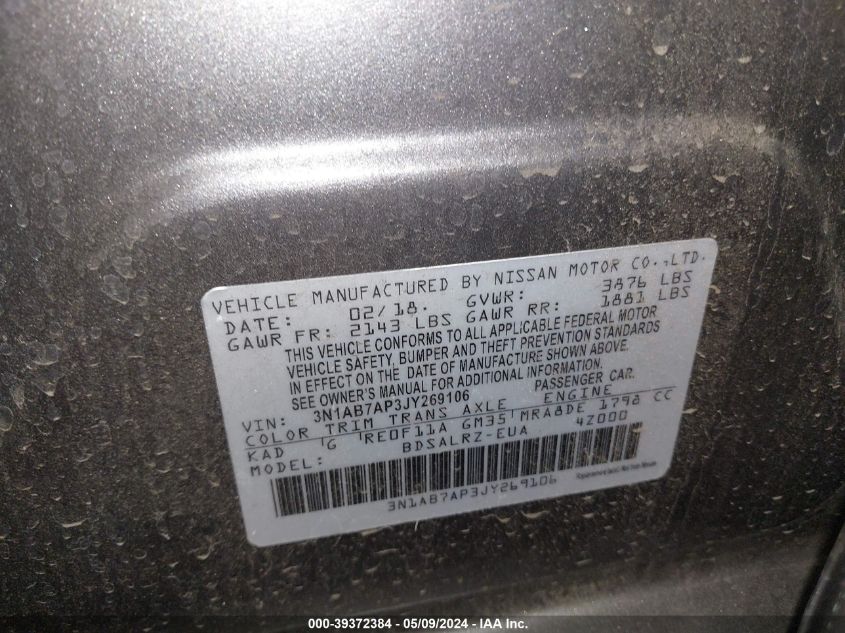 VEHICLE MANUFACTURED BY NISSAN MOTOR CO.,LTD.
DATE: 02/18. GVWR: 3876 LBS
GAWR FR: 2143 LBS GAWR RR: 1881 LBS
THIS VEHICLE CONFORMS TO ALL APPLICABLE FEDERAL MOTOR
VEHICLE SAFETY, BUMPER AND THEFT PREVENTION STANDARDS
IN EFFECT ON THE DATE OF MANUFACTURE SHOWN ABOVE.
SEE OWNER'S MANUAL FOR ADDITIONAL INFORMATION.
VIN: 3N1AB7AP3JY269106 PASSENGER CAR.
COLOR TRIM TRANS AXLE ENGINE
KAD G RE0F11A GM35 MRA8DE 1798 CC
MODEL: BDSALRZ-EUA 4Z000
3N1AB7AP3JY269106
000-39372384 - 05/09/2024 - IAA Inc.